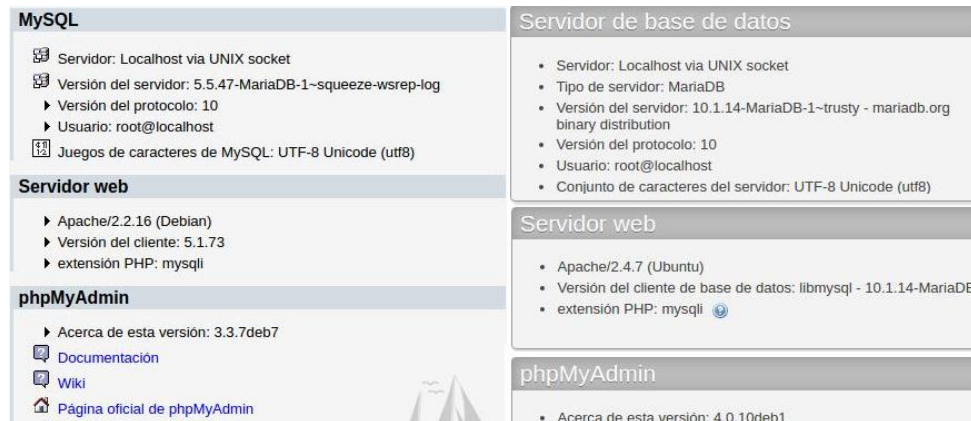 MySQL
Servidor: Localhost via UNIX socket
Versión del servidor: 5.5.47-MariaDB-1~squeeze-wsrep-log
Versión del protocolo: 10
Usuario: root@localhost
Juegos de caracteres de MySQL: UTF-8 Unicode (utf8)
Servidor web
Apache/2.2.16 (Debian)
Versión del cliente: 5.1.73
extensión PHP: mysqli
phpMyAdmin
Acerca de esta versión: 3.3.7deb7
Documentación
Wiki
Página oficial de phpMyAdmin
Servidor de base de datos
Servidor: Localhost via UNIX socket
Tipo de servidor: MariaDB
Versión del servidor: 10.1.14-MariaDB-1~trusty - mariadb.org
binary distribution
Versión del protocolo: 10
Usuario: root@localhost
Conjunto de caracteres del servidor: UTF-8 Unicode (utf8)
Servidor web
Apache/2.4.7 (Ubuntu)
Versión del cliente de base de datos: libmysql - 10.1.14-MariaDB
extensión PHP: mysqli
phpMyAdmin
Acerca de esta versión: 4.0.10deb1